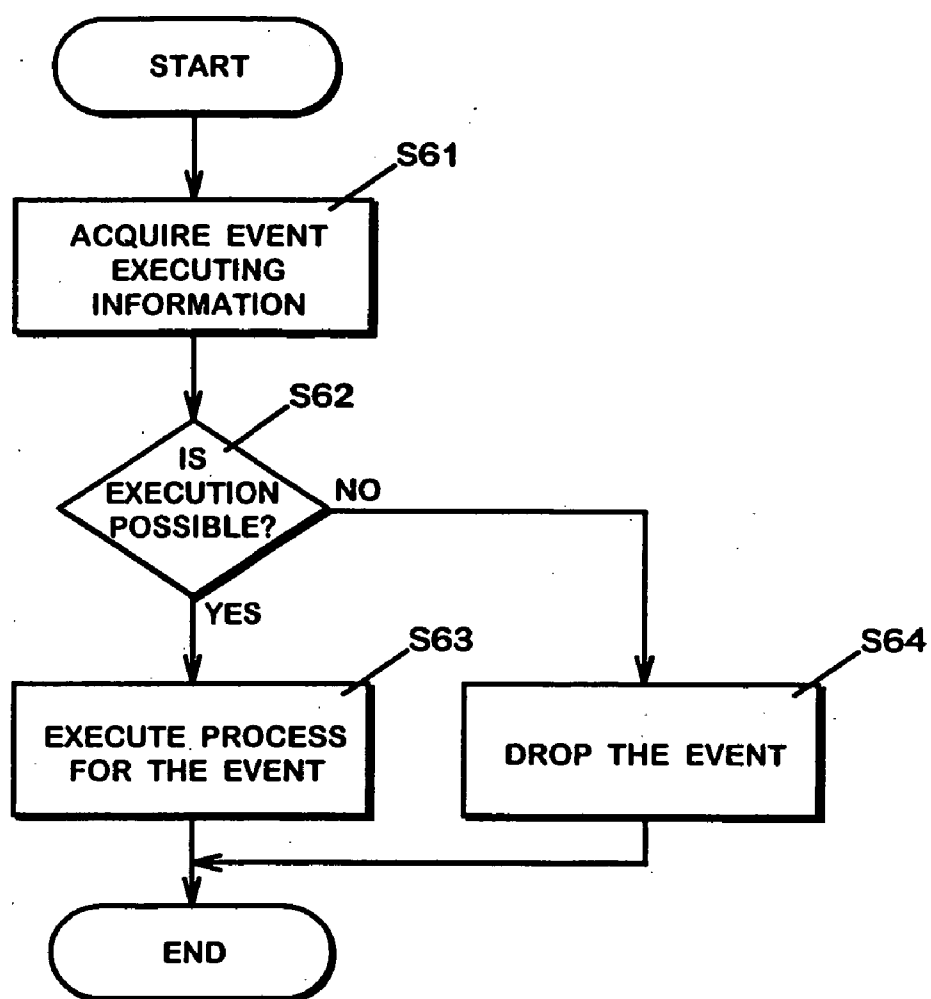 START
S61
ACQUIRE EVENT
EXECUTING
INFORMATION
S62
IS
EXECUTION
POSSIBLE?
NO
YES
S63
EXECUTE PROCESS
FOR THE EVENT
S64
DROP THE EVENT
END